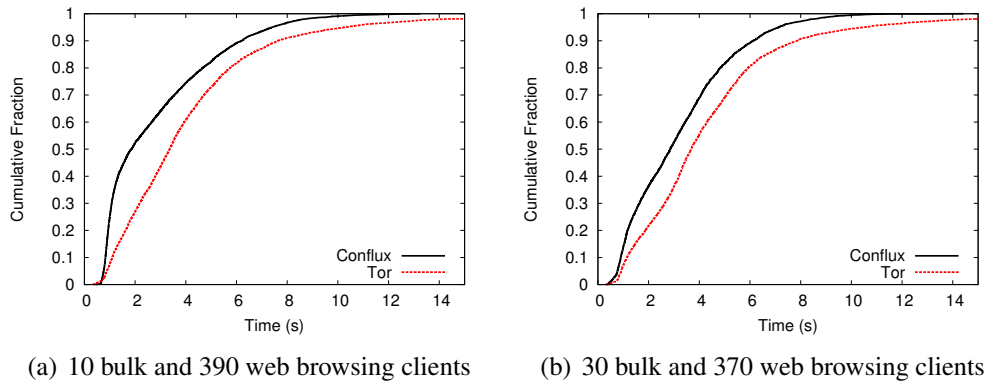 1
0.9
0.8
0.7
0.6
0.5
0.4
0.3
0.2
0.1
0
Cumulative Fraction
Conflux
Tor
0 2 4 6 8 10 12 14
Time (s)
(a) 10 bulk and 390 web browsing clients
1
0.9
0.8
0.7
0.6
0.5
0.4
0.3
0.2
0.1
0
Cumulative Fraction
Conflux
Tor
0 2 4 6 8 10 12 14
Time (s)
(b) 30 bulk and 370 web browsing clients